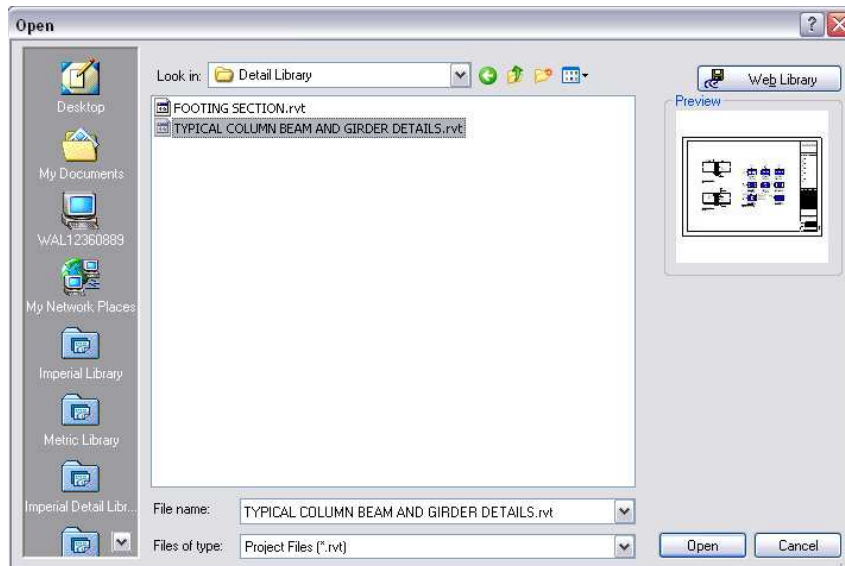 Open
Look in:
Detail Library
Web Library
Desktop
My Documents
WAL12360889
My Network Places
Imperial Library
Metric Library
Imperial Detail Libr...
FOOTING SECTION.rvt
TYPICAL COLUMN BEAM AND GIRDER DETAILS.rvt
Preview
File name:
TYPICAL COLUMN BEAM AND GIRDER DETAILS.rvt
Files of type:
Project Files (*.rvt)
Open
Cancel